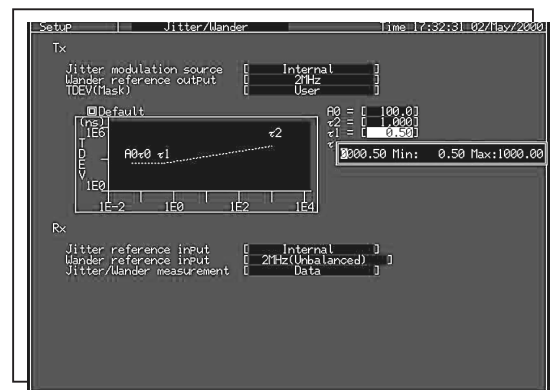 Setup Jitter/Wander Time 17:32:31 02/May/2000
Tx
Jitter modulation source [ Internal ]
Wander reference output [ 2MHz ]
TDEV(Mask) [ User ]
Default
A0 = [ 100.0]
τ2 = [ 1.000]
τ1 = [ 0.50]
τ
0000.50 Min: 0.50 Max:1000.00
(ns)
1E6
TDEV
1E0
A0τ0 τ1
τ2
1E-2 1E0 1E2 1E4
Rx
Jitter reference input [ Internal ]
Wander reference input [ 2MHz(Unbalanced) ]
Jitter/Wander measurement [ Data ]